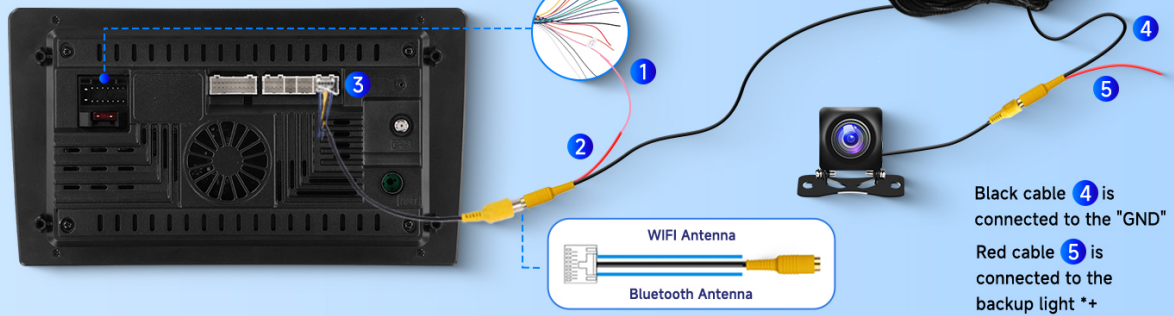 1
2
3
4
5
WIFI Antenna
Bluetooth Antenna
Black cable 4 is
connected to the "GND"
Red cable 5 is
connected to the
backup light *+